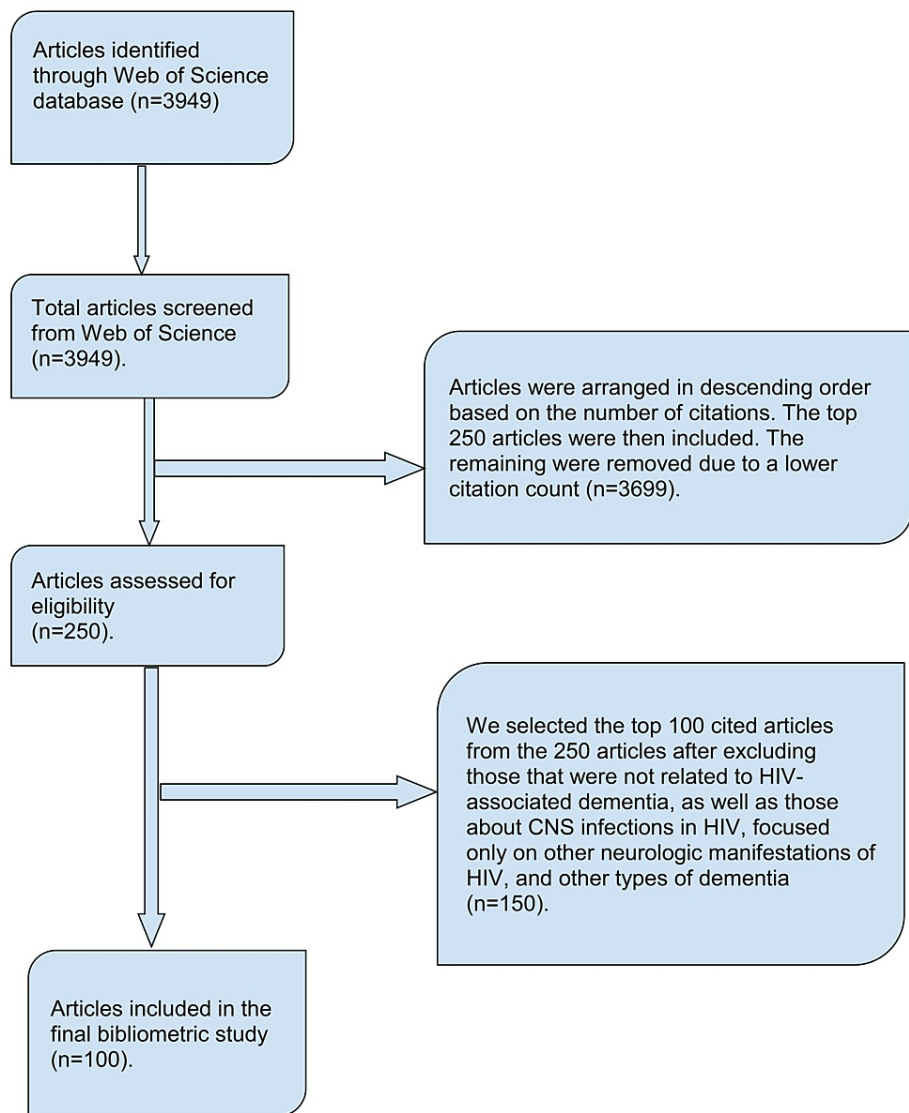 Articles identified
through Web of Science
database (n=3949)
Total articles screened
from Web of Science
(n=3949).
Articles were arranged in descending order
based on the number of citations. The top
250 articles were then included. The
remaining were removed due to a lower
citation count (n=3699).
Articles assessed for
eligibility
(n=250).
We selected the top 100 cited articles
from the 250 articles after excluding
those that were not related to HIV-
associated dementia, as well as those
about CNS infections in HIV, focused
only on other neurologic manifestations of
HIV, and other types of dementia
(n=150).
Articles included in the
final bibliometric study
(n=100).